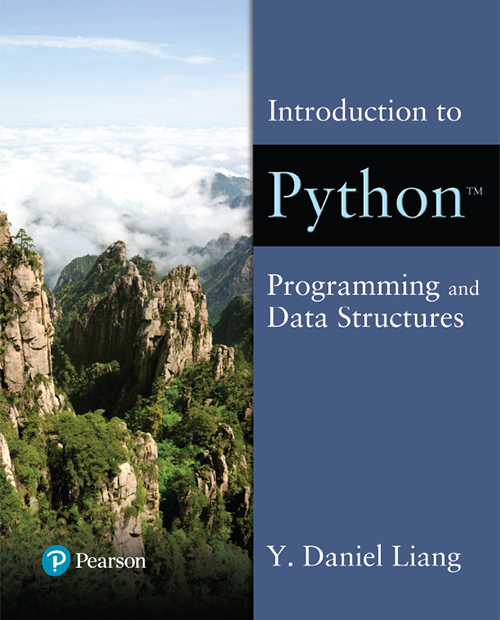 Introduction to
Python™
Programming and
Data Structures
Y. Daniel Liang
Pearson